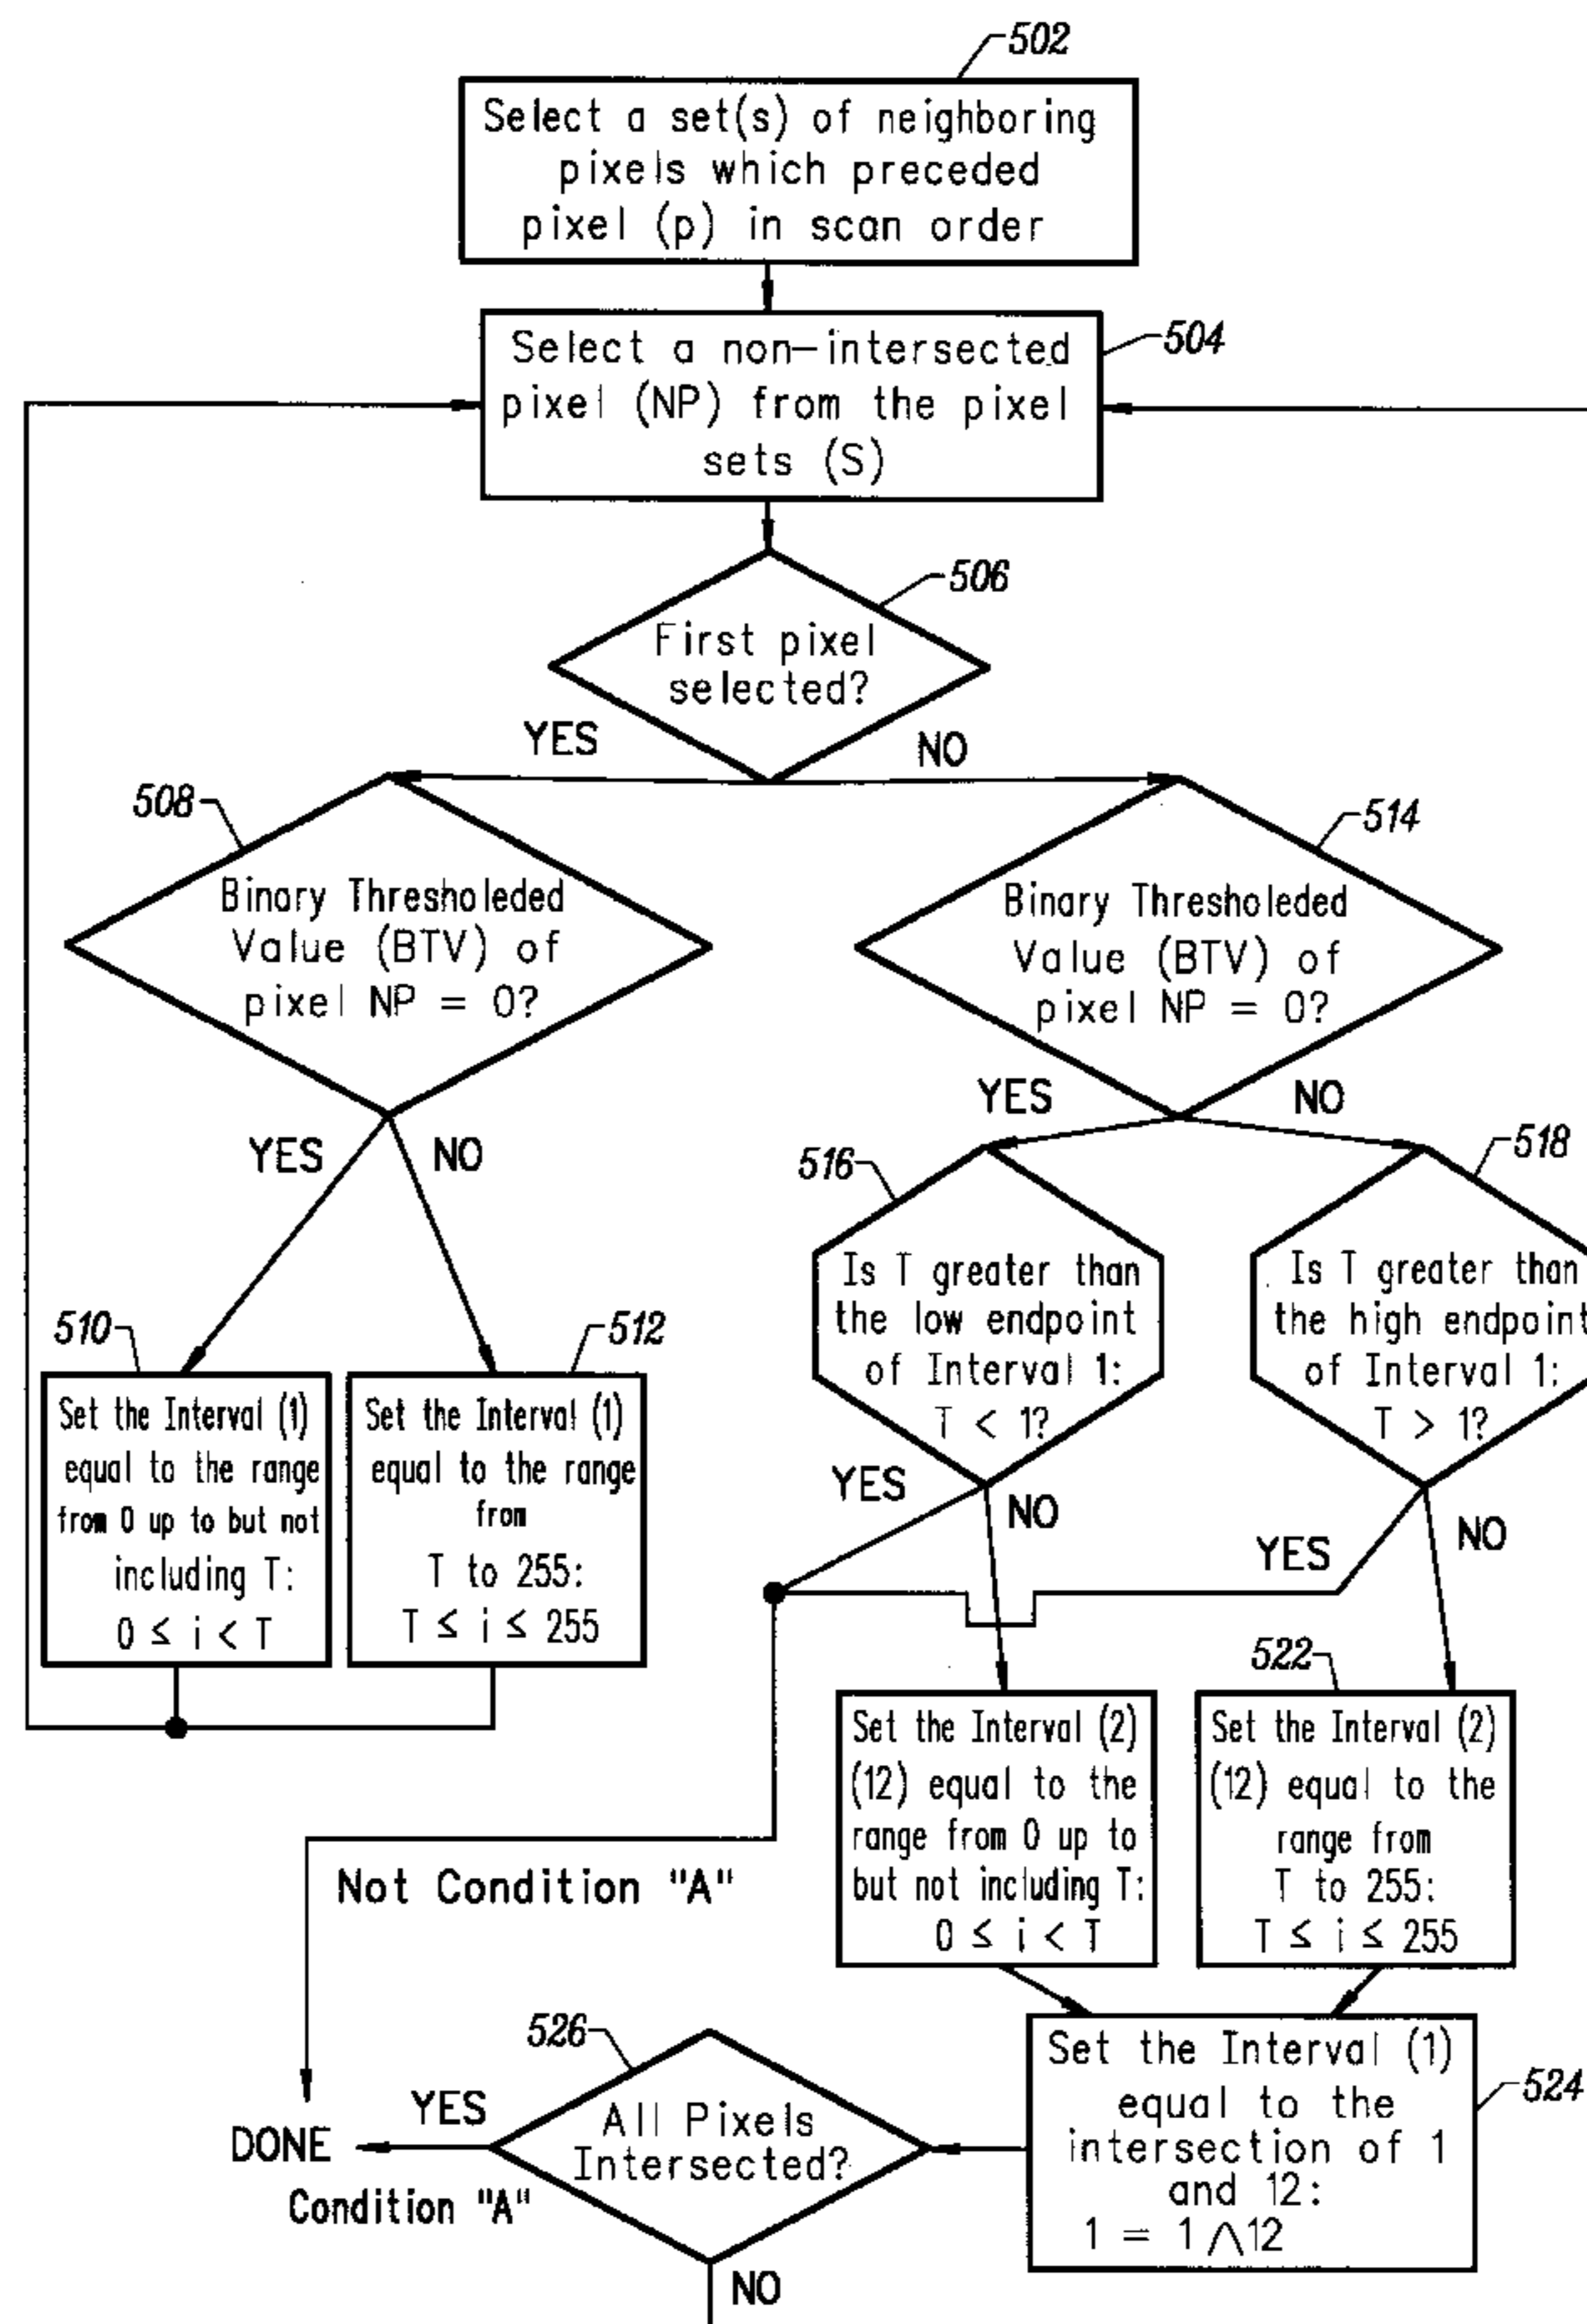 502
Select a set(s) of neighboring
pixels which preceded
pixel (p) in scan order
504
Select a non-intersected
pixel (NP) from the pixel
sets (S)
506
First pixel
selected?
YES
NO
508
Binary Thresholeded
Value (BTV) of
pixel NP = 0?
514
Binary Thresholeded
Value (BTV) of
pixel NP = 0?
YES
NO
YES
NO
510
Set the Interval (1)
equal to the range
from 0 up to but not
including T:
0 ≤ i < T
512
Set the Interval (1)
equal to the range
from
T to 255:
T ≤ i ≤ 255
516
Is T greater than
the low endpoint
of Interval 1:
T < 1?
518
Is T greater than
the high endpoint
of Interval 1:
T > 1?
YES
NO
YES
NO
Set the Interval (2)
(12) equal to the
range from 0 up to
but not including T:
0 ≤ i < T
522
Set the Interval (2)
(12) equal to the
range from
T to 255:
T ≤ i ≤ 255
Not Condition "A"
524
Set the Interval (1)
equal to the
intersection of 1
and 12:
1 = 1 ∧ 12
526
All Pixels
Intersected?
YES
DONE
Condition "A"
NO